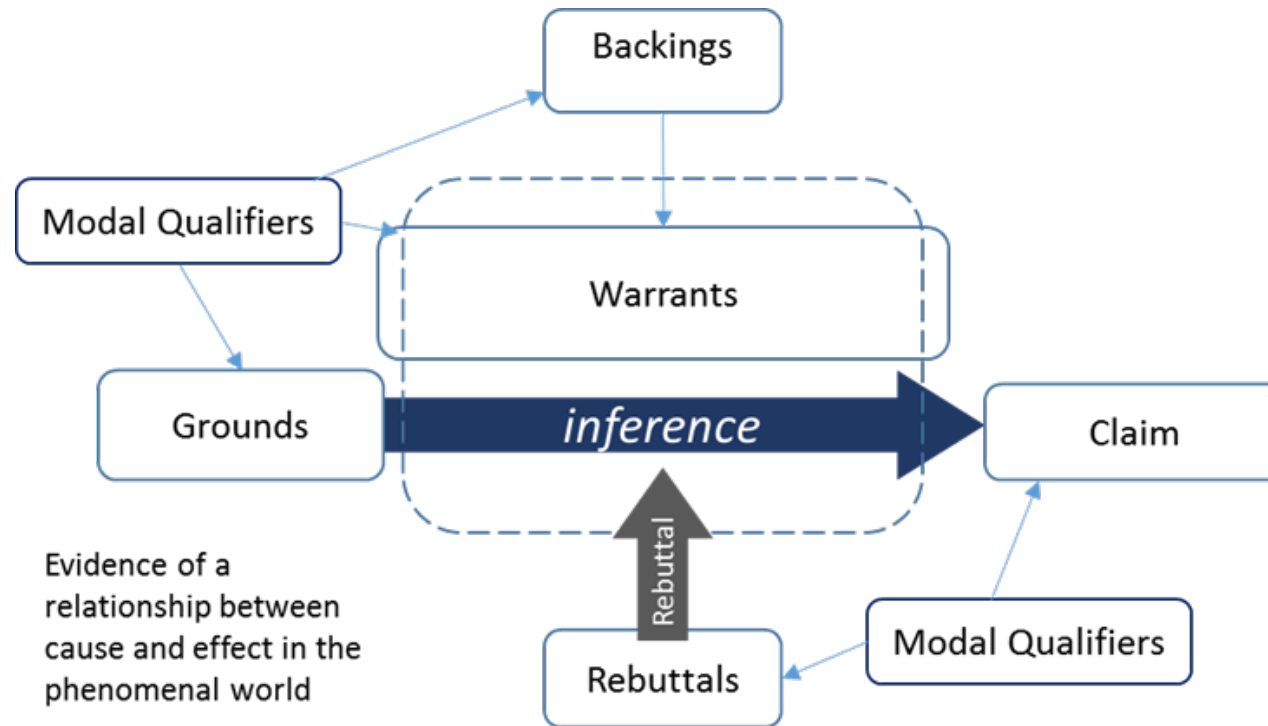 Backings
Modal Qualifiers
Warrants
Grounds
inference
Claim
Rebuttal
Evidence of a
relationship between
cause and effect in the
phenomenal world
Rebuttals
Modal Qualifiers